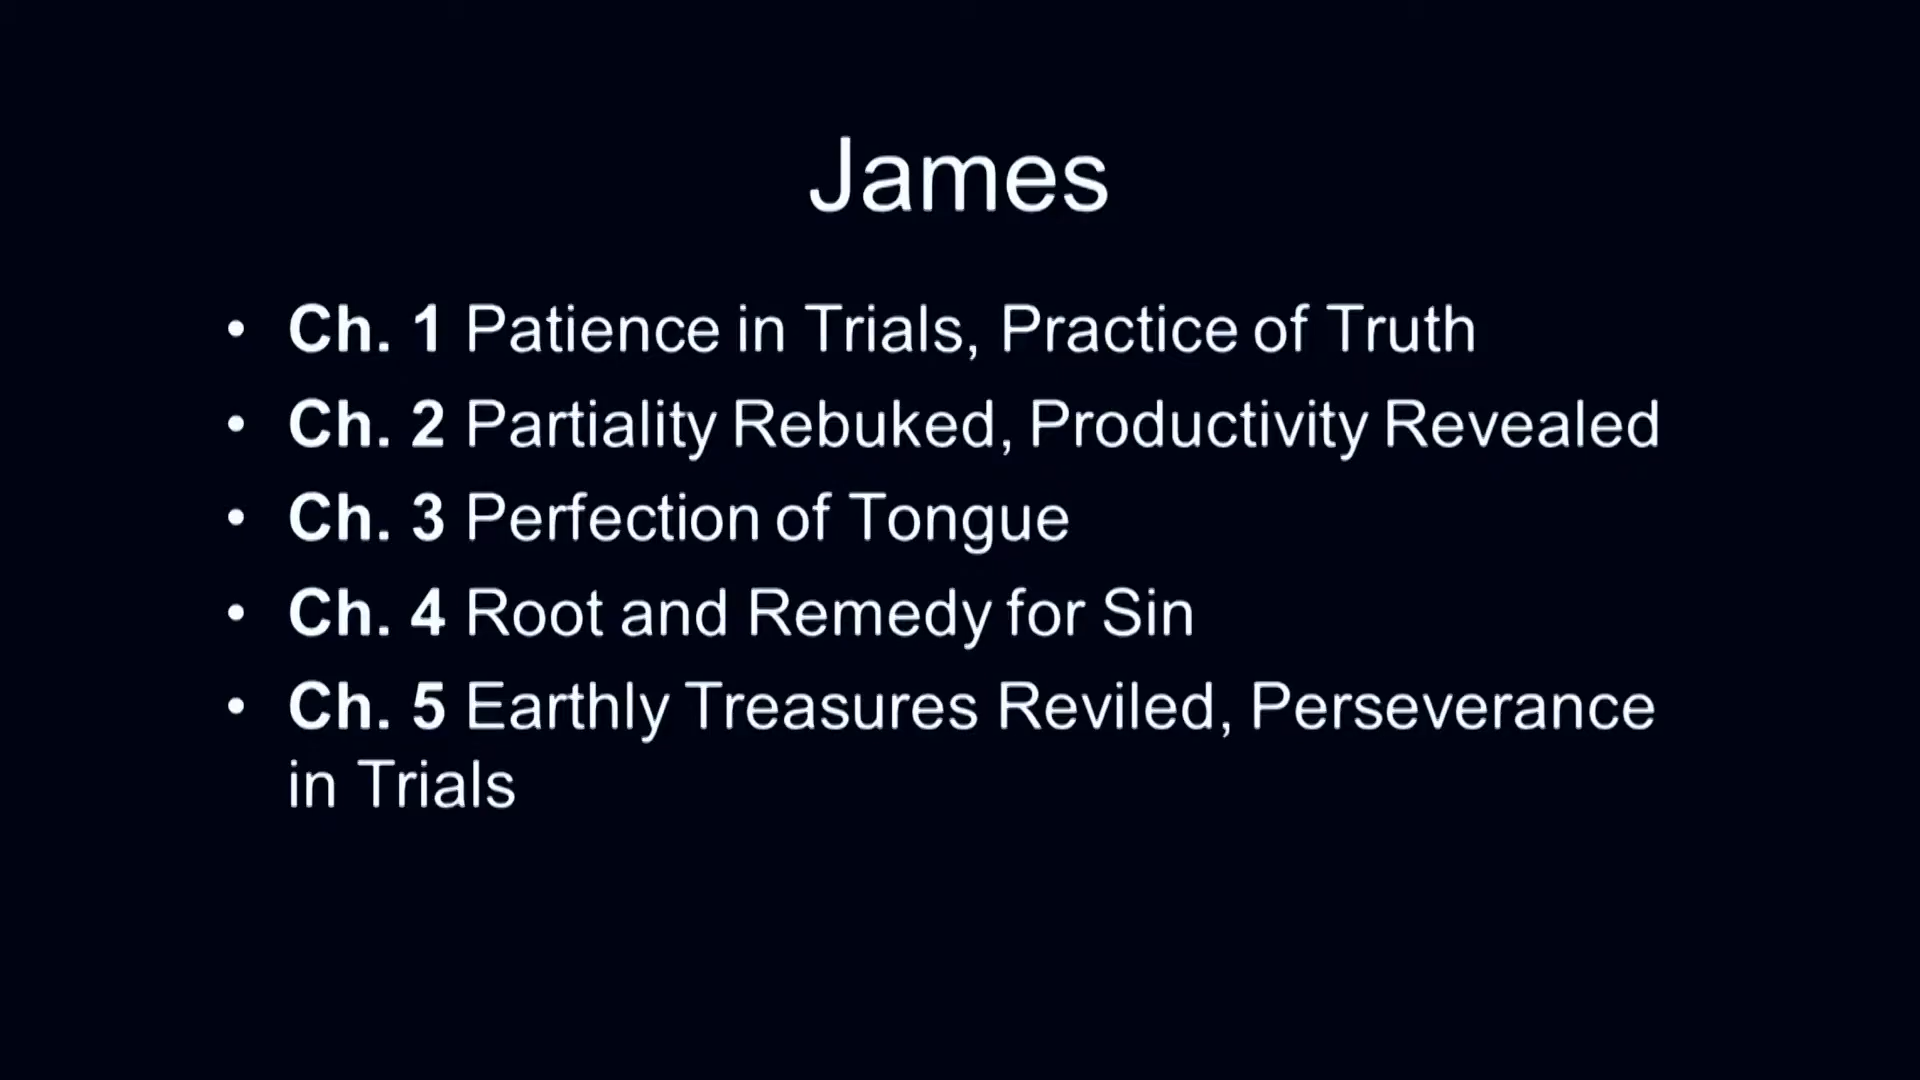 James
• Ch. 1 Patience in Trials, Practice of Truth
• Ch. 2 Partiality Rebuked, Productivity Revealed
• Ch. 3 Perfection of Tongue
• Ch. 4 Root and Remedy for Sin
• Ch. 5 Earthly Treasures Reviled, Perseverance
in Trials